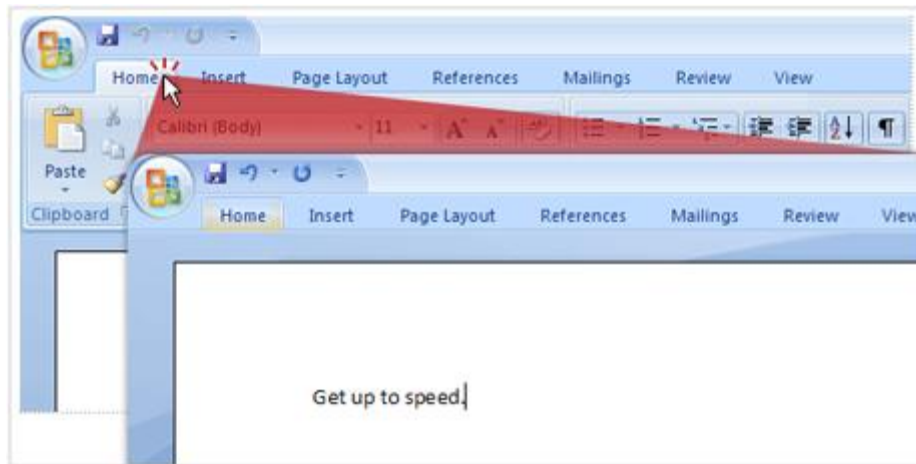 Home Insert Page Layout References Mailings Review View
Calibri (Body) 11 A A
Paste
Clipboard
Home Insert Page Layout References Mailings Review View
Get up to speed.